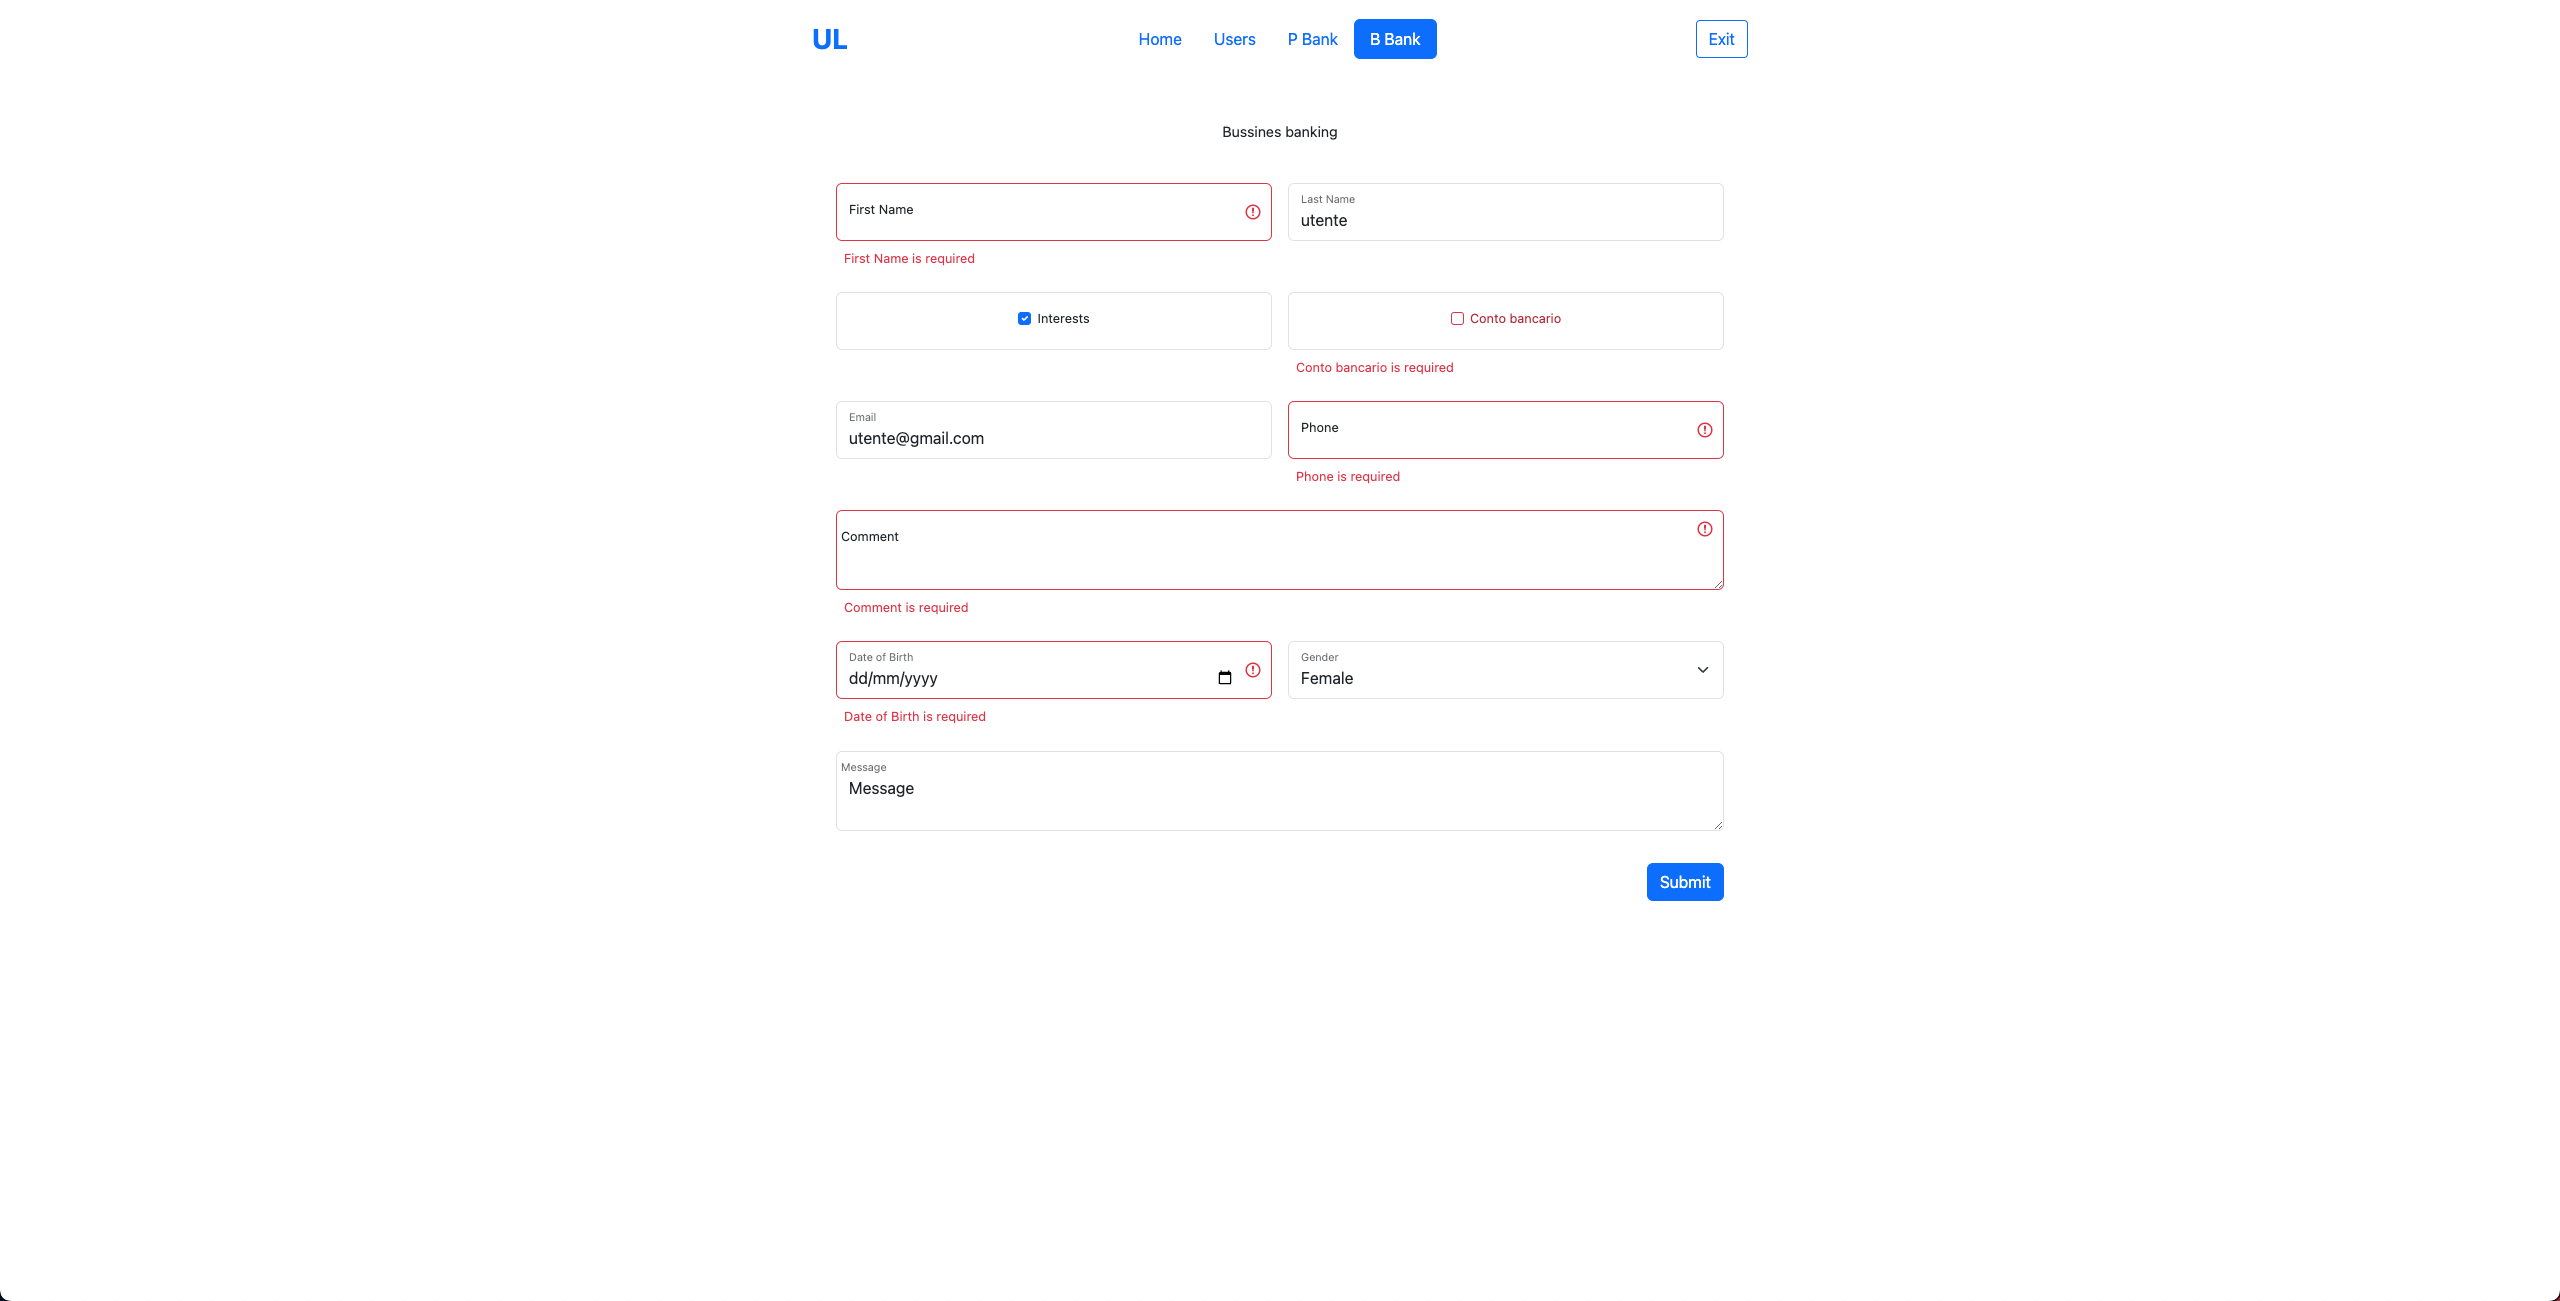 UL
Home Users P Bank B Bank
Exit
Bussines banking
First Name
First Name is required
Last Name
utente
Interests
Conto bancario
Conto bancario is required
Email
utente@gmail.com
Phone
Phone is required
Comment
Comment is required
Date of Birth
dd/mm/yyyy
Date of Birth is required
Gender
Female
Message
Message
Submit